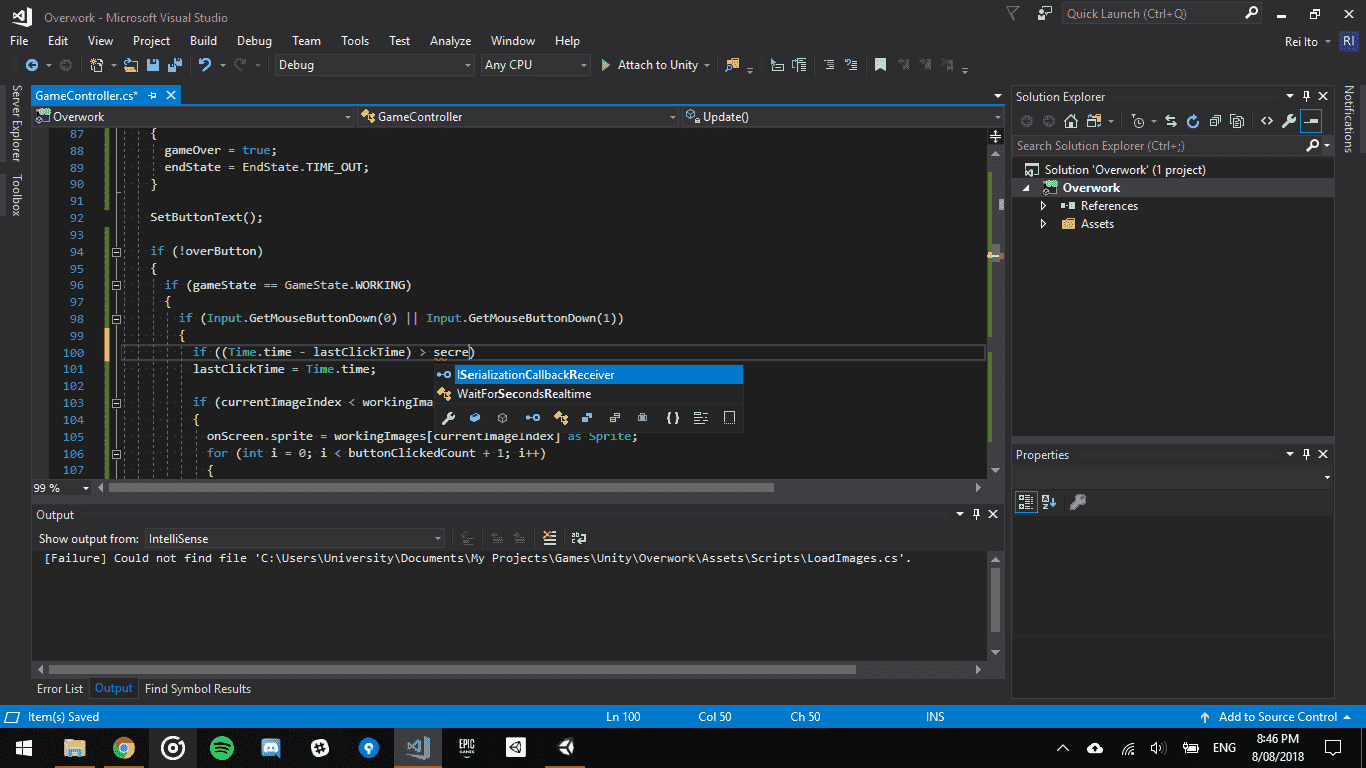 Overwork - Microsoft Visual Studio
Quick Launch (Ctrl+Q)
File Edit View Project Build Debug Team Tools Test Analyze Window Help
Rei Ito RI
Debug Any CPU Attach to Unity
Server Explorer
Toolbox
GameController.cs*
Overwork GameController Update()
87 {
88 gameOver = true;
89 endState = EndState.TIME_OUT;
90 }
91
92 SetButtonText();
93
94 if (!overButton)
95 {
96 if (gameState == GameState.WORKING)
97 {
98 if (Input.GetMouseButtonDown(0) || Input.GetMouseButtonDown(1))
99 {
100 if ((Time.time - lastClickTime) > secre)
101 lastClickTime = Time.time;
102
103 if (currentImageIndex < workingIma
104 {
105 onScreen.sprite = workingImages[currentImageIndex] as Sprite;
106 for (int i = 0; i < buttonClickedCount + 1; i++)
107 {
ISerializationCallbackReceiver
WaitForSecondsRealtime
99 %
Output
Show output from: IntelliSense
[Failure] Could not find file 'C:\Users\University\Documents\My Projects\Games\Unity\Overwork\Assets\Scripts\LoadImages.cs'.
Error List Output Find Symbol Results
Solution Explorer
Search Solution Explorer (Ctrl+;)
Solution 'Overwork' (1 project)
Overwork
References
Assets
Properties
Notifications
Item(s) Saved Ln 100 Col 50 Ch 50 INS Add to Source Control
EPIC GAMES
ENG
8:46 PM
8/08/2018